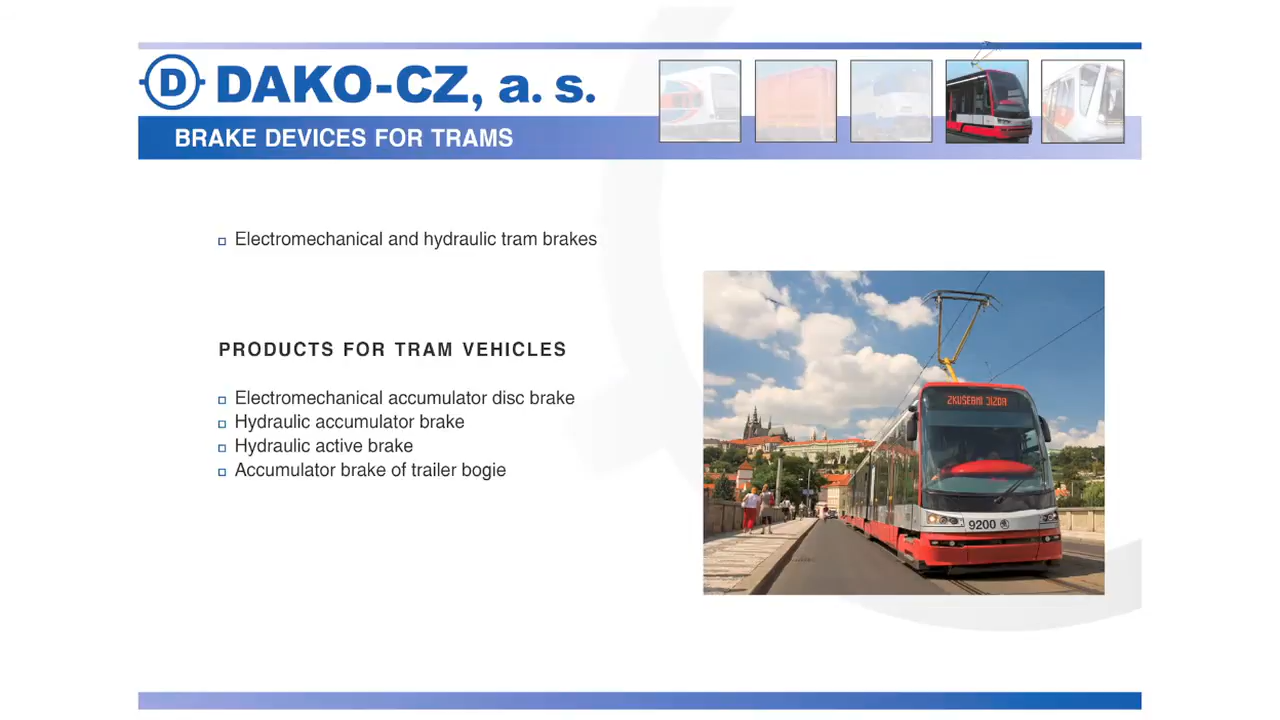 D DAKO-CZ, a. s.
BRAKE DEVICES FOR TRAMS
Electromechanical and hydraulic tram brakes
PRODUCTS FOR TRAM VEHICLES
Electromechanical accumulator disc brake
Hydraulic accumulator brake
Hydraulic active brake
Accumulator brake of trailer bogie
ZKUŠEBNÍ JÍZDA
9200